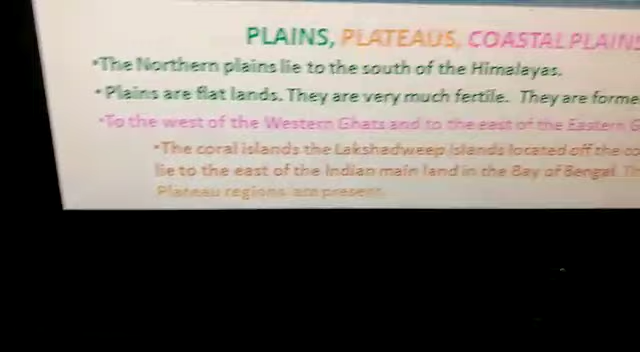 PLAINS, PLATEAUS, COASTAL PLAINS
•The Northern plains lie to the south of the Himalayas.
• Plains are flat lands. They are very much fertile. They are forme
•To the west of the Western Ghats and to the east of the Eastern G
•The coral islands the Lakshadweep islands located off the co
lie to the east of the Indian main land in the Bay of Bengal. Th
Plateau regions are present.